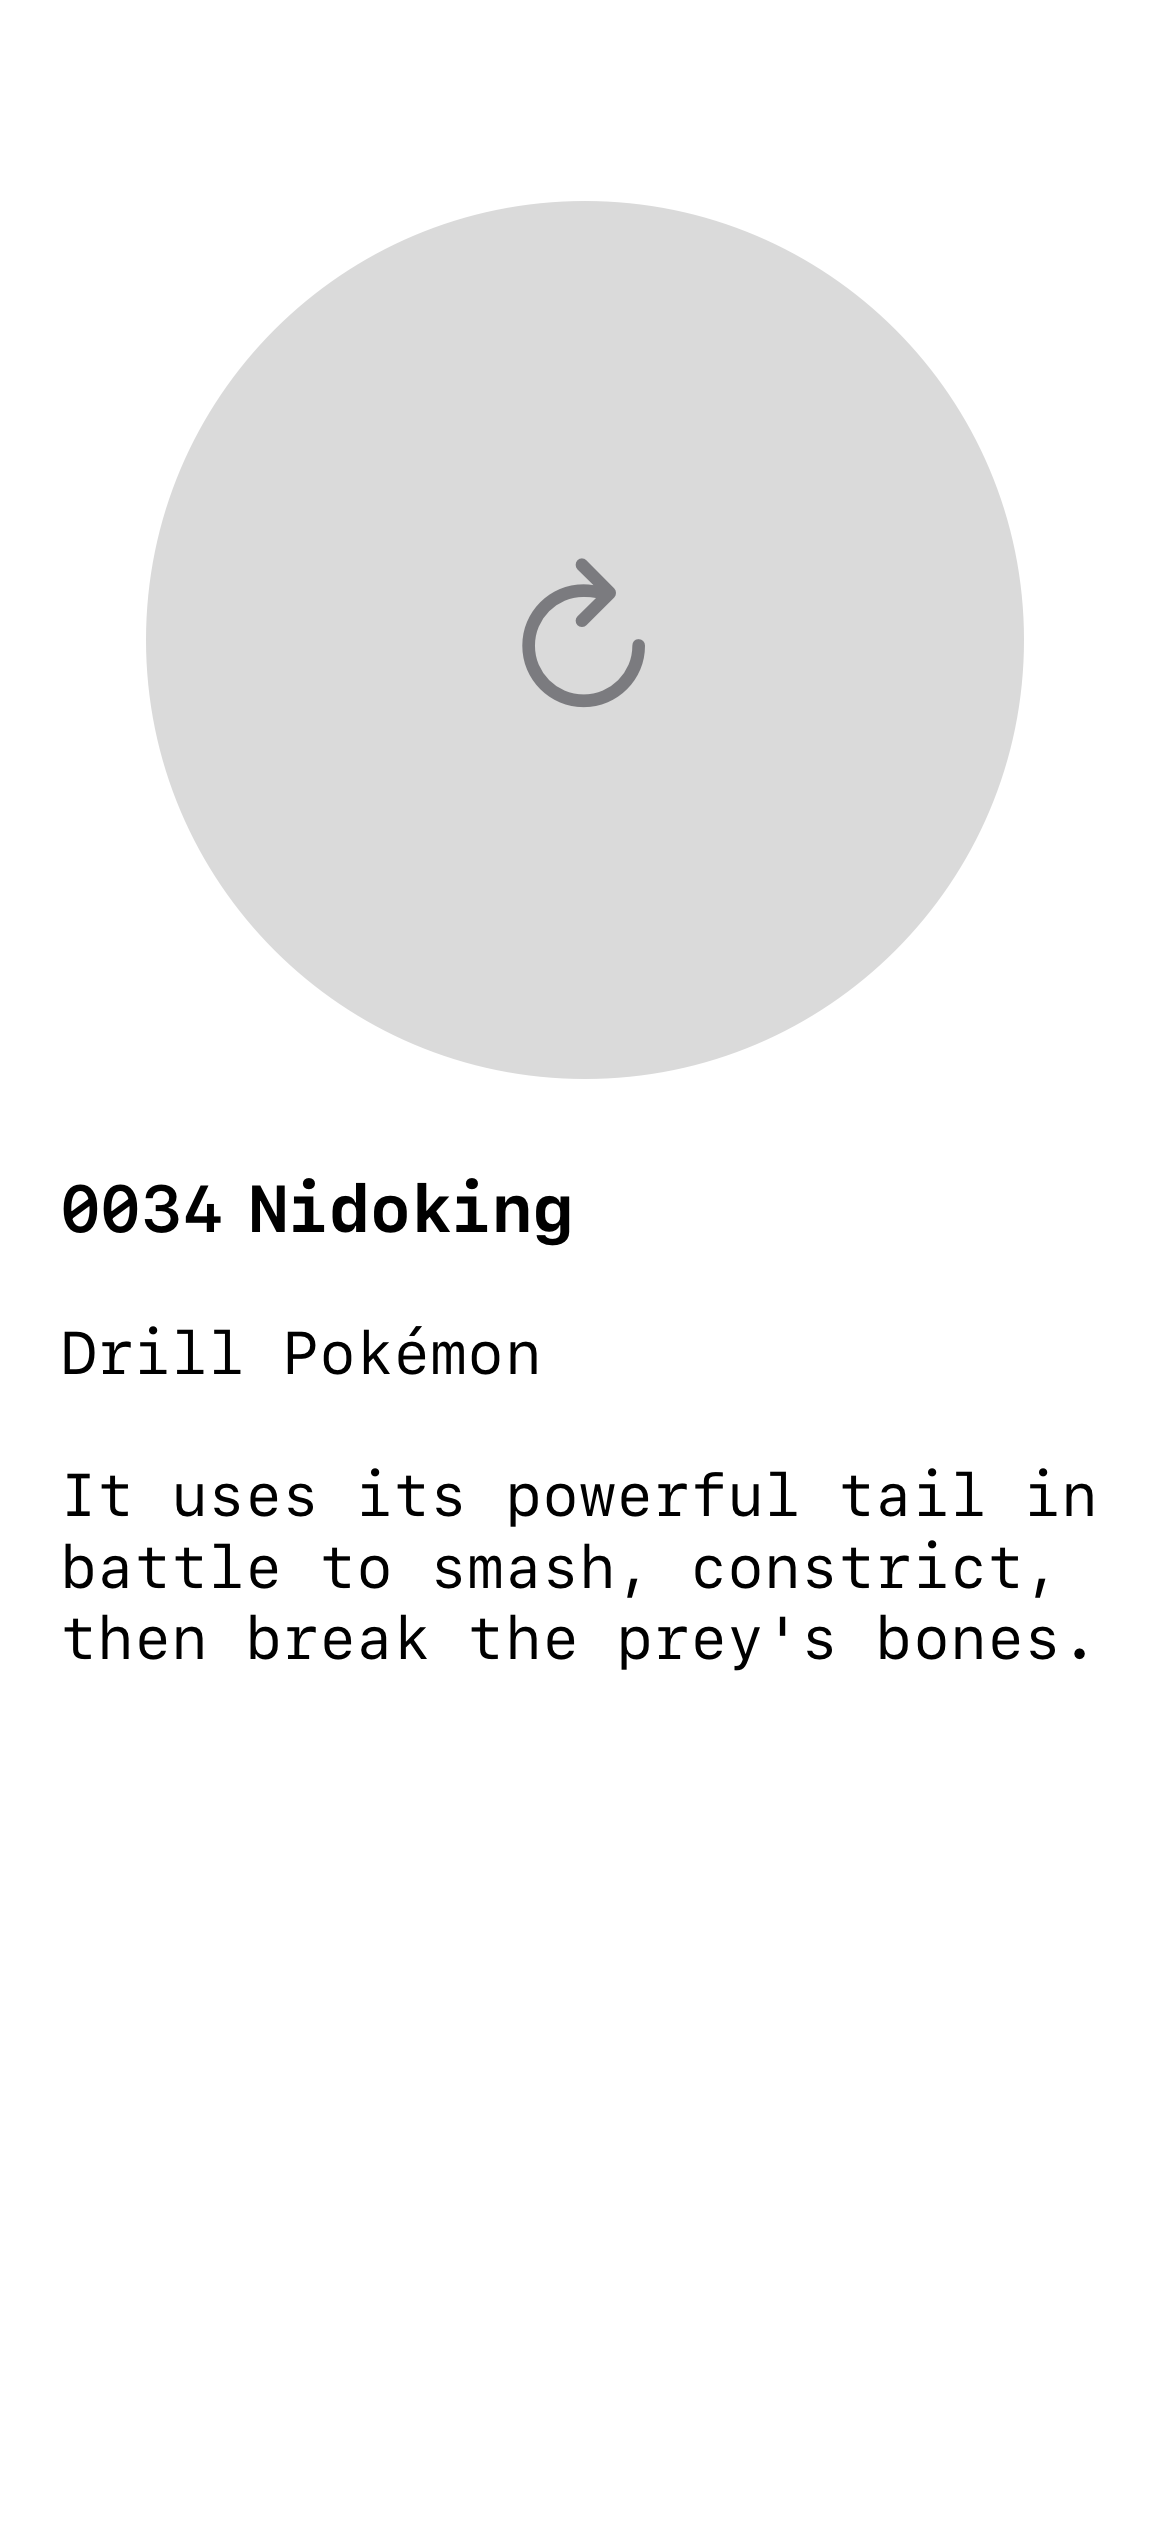 0034 Nidoking
Drill Pokémon
It uses its powerful tail in
battle to smash, constrict,
then break the prey's bones.